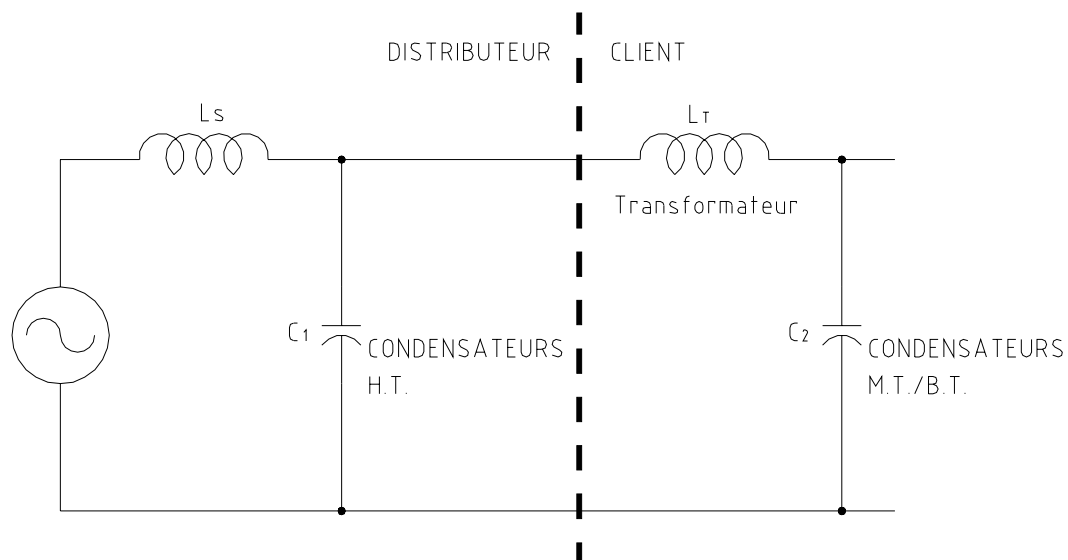 DISTRIBUTEUR
CLIENT
Ls
LT
Transformateur
C1
CONDENSATEURS
H.T.
C2
CONDENSATEURS
M.T./B.T.